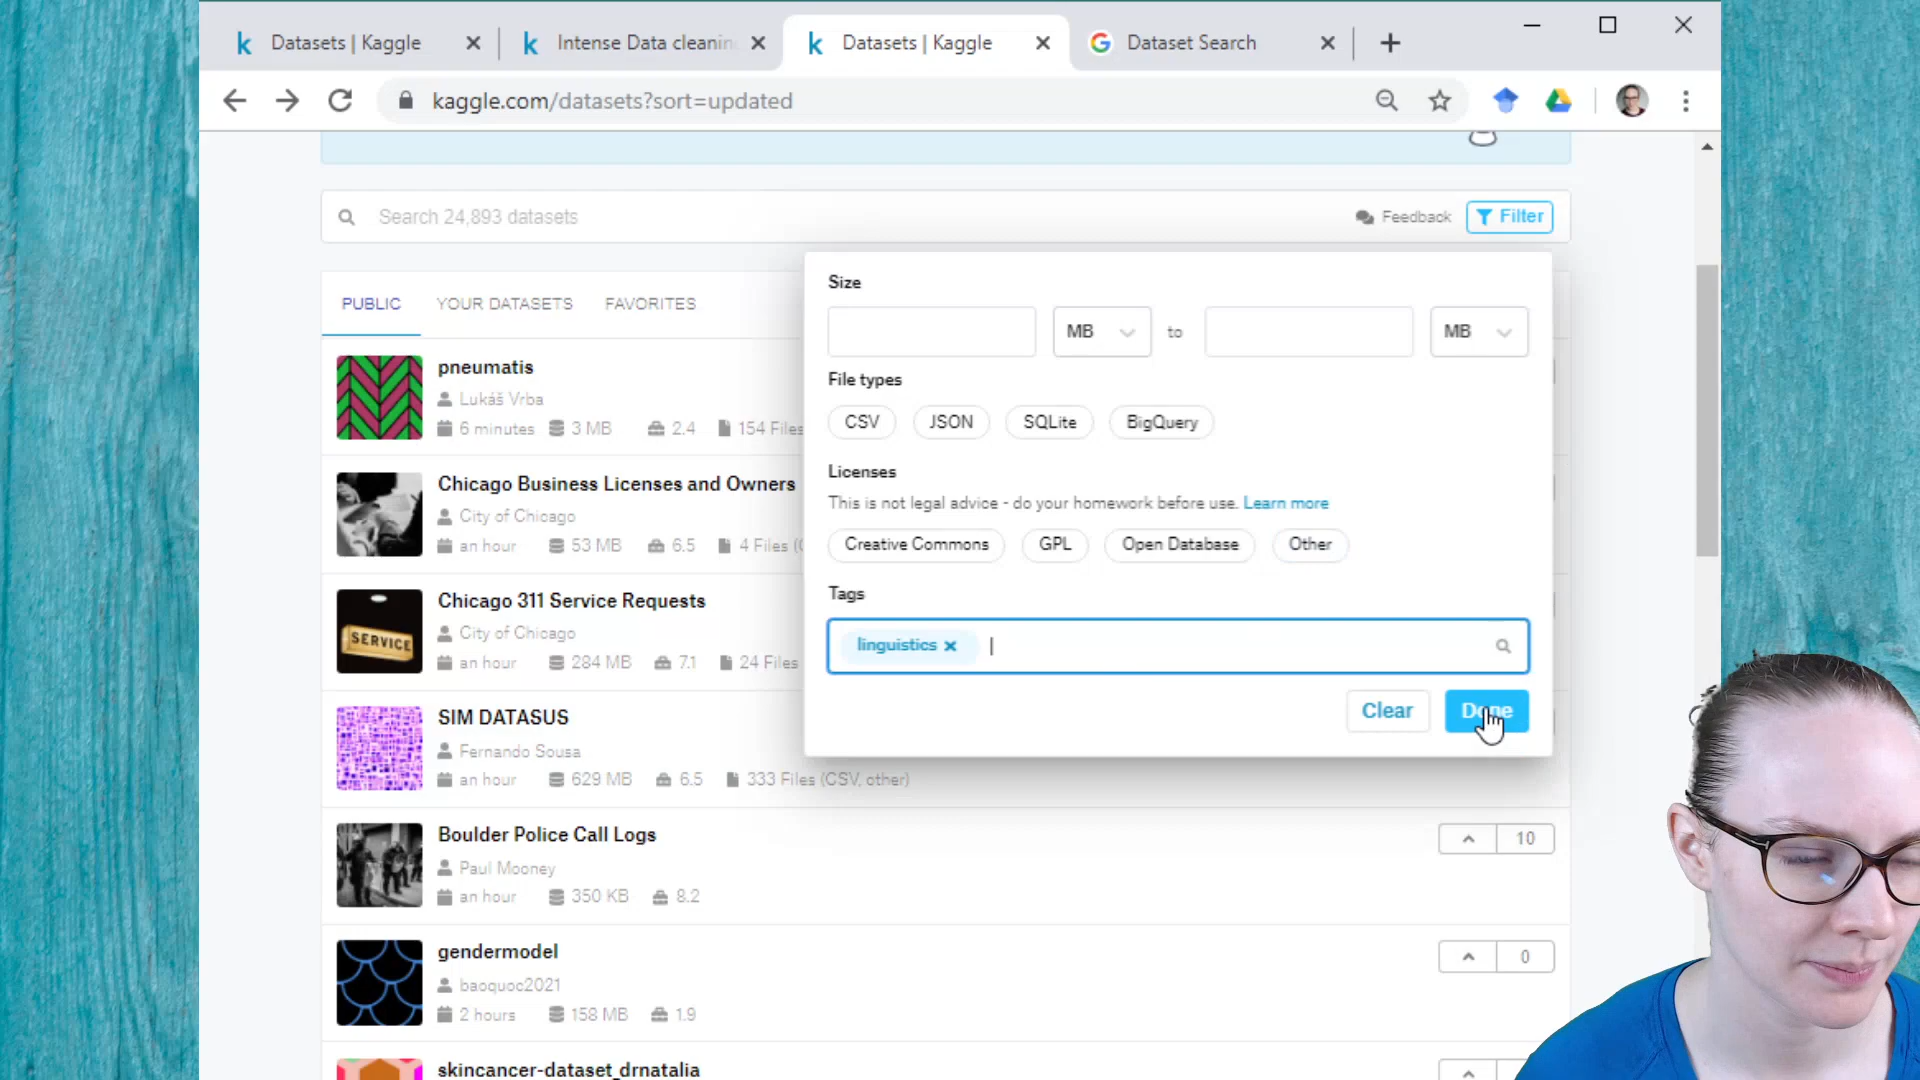 Datasets | Kaggle
Intense Data cleaning
Datasets | Kaggle
Dataset Search
kaggle.com/datasets?sort=updated
Search 24,893 datasets
Feedback
Filter
PUBLIC
YOUR DATASETS
FAVORITES
Size
MB
to
MB
File types
CSV
JSON
SQLite
BigQuery
Licenses
This is not legal advice - do your homework before use. Learn more
Creative Commons
GPL
Open Database
Other
Tags
linguistics
Clear
Done
pneumatis
Lukáš Vrba
6 minutes 3 MB 2.4 154 Files
Chicago Business Licenses and Owners
City of Chicago
an hour 53 MB 6.5 4 Files (
SERVICE
Chicago 311 Service Requests
City of Chicago
an hour 284 MB 7.1 24 Files
SIM DATASUS
Fernando Sousa
an hour 629 MB 6.5 333 Files (CSV, other)
Boulder Police Call Logs
Paul Mooney
an hour 350 KB 8.2
10
gendermodel
baoquoc2021
2 hours 158 MB 1.9
0
skincancer-dataset_drnatalia